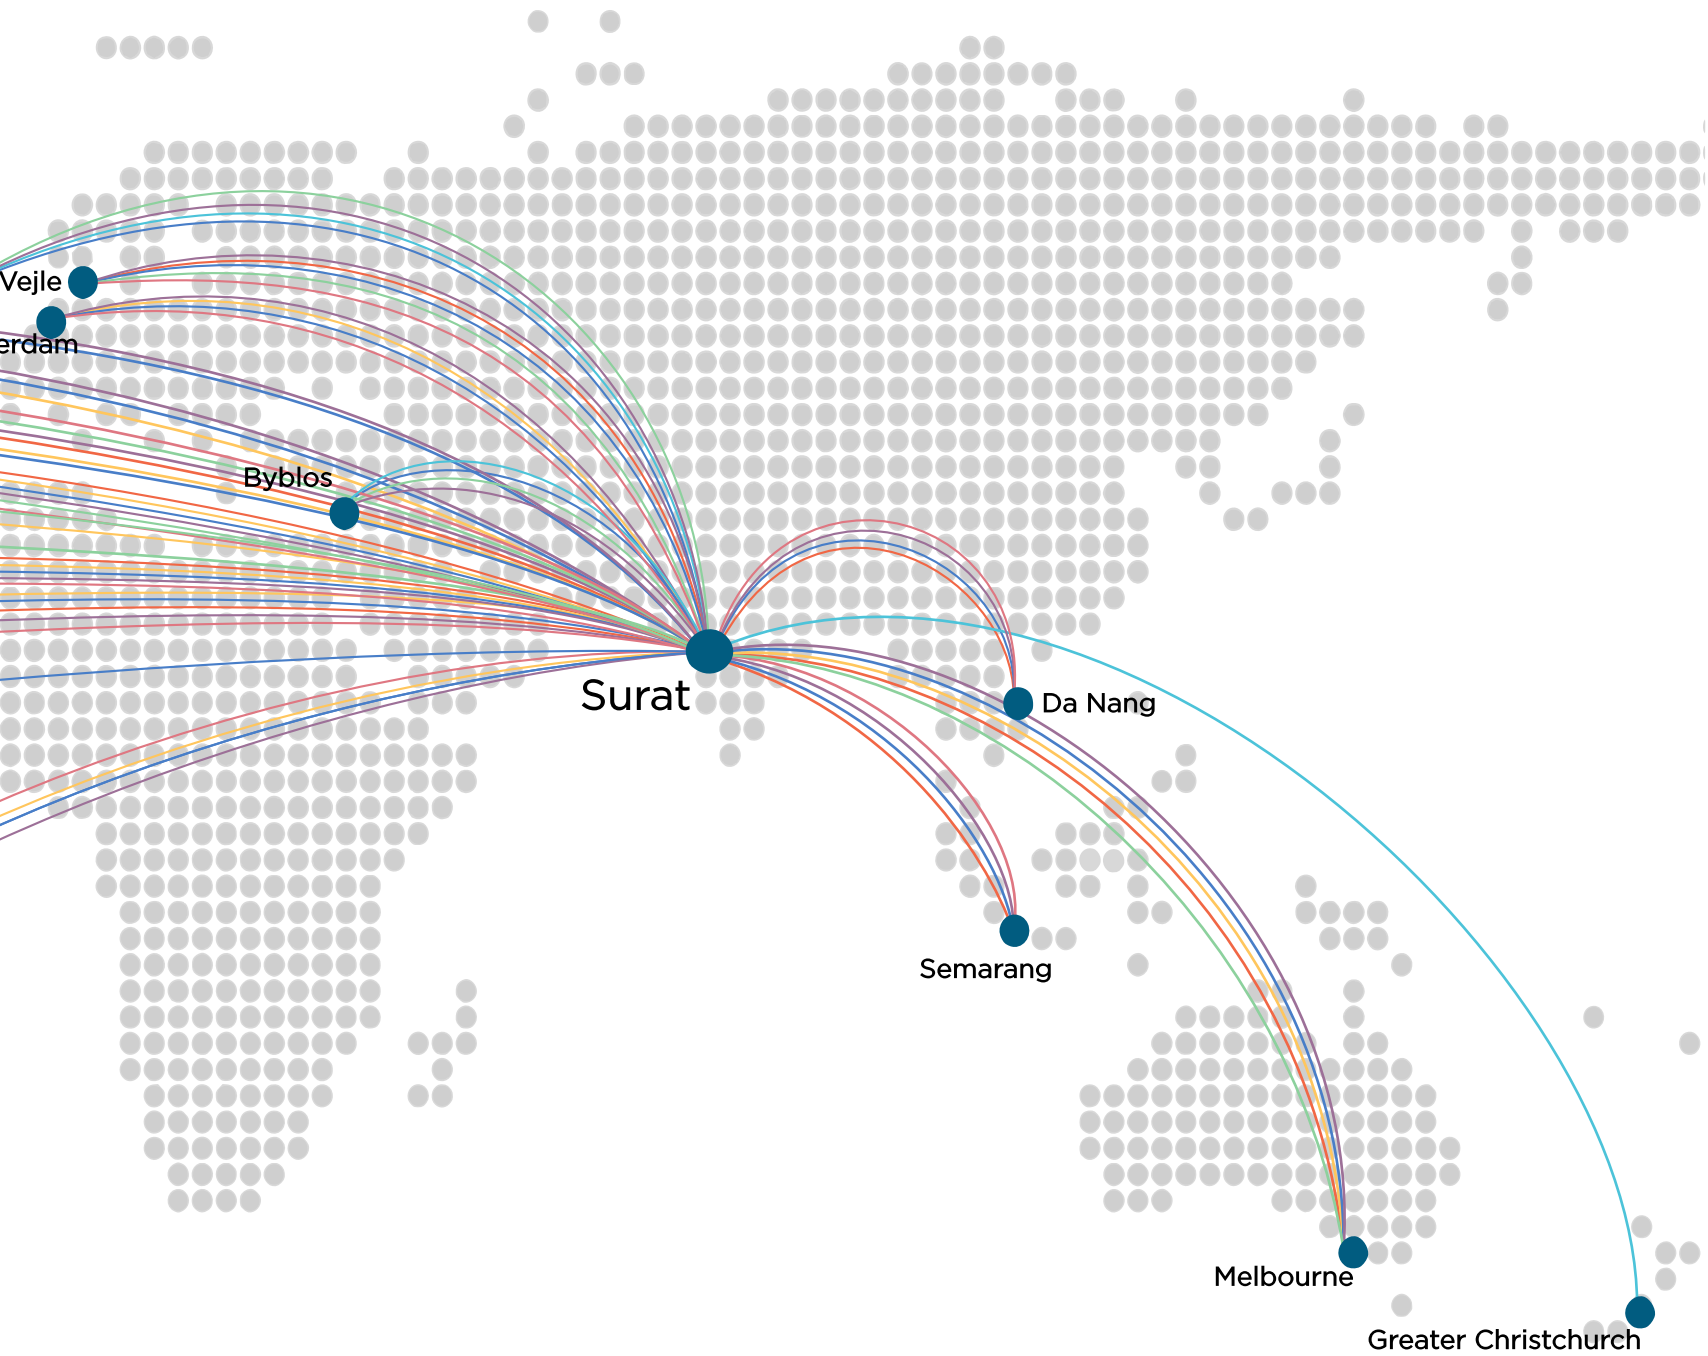 Vejle
erdam
Byblos
Surat
Da Nang
Semarang
Melbourne
Greater Christchurch